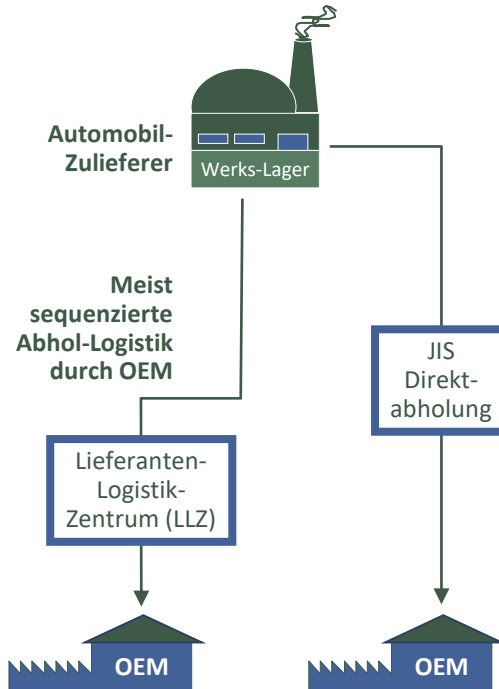 Automobil-
Zulieferer
Werks-Lager
Meist
sequenzierte
Abhol-Logistik
durch OEM
JIS
Direkt-
abholung
Lieferanten-
Logistik-
Zentrum (LLZ)
OEM
OEM